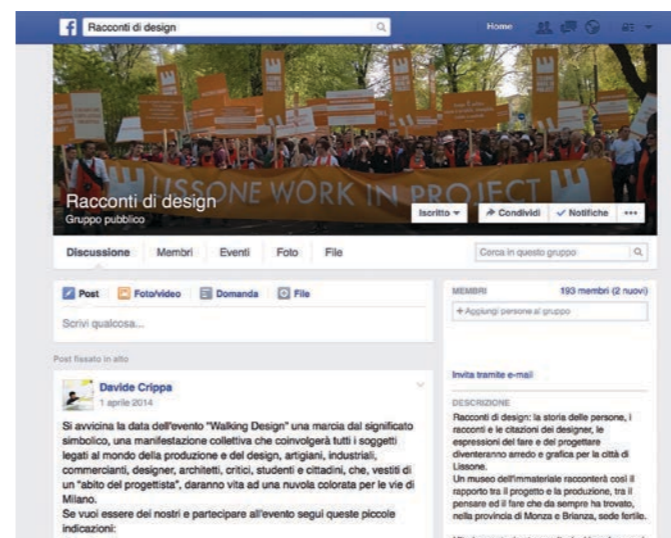 Racconti di design
Home
LISSONE WORK IN PROJECT
Racconti di design
Gruppo pubblico
Iscritto
Condividi
Notifiche
Discussione
Membri
Eventi
Foto
File
Cerca in questo gruppo
Post
Foto/video
Domanda
File
Scrivi qualcosa...
Post fissato in alto
Davide Crippa
1 aprile 2014
Si avvicina la data dell'evento "Walking Design" una marcia dal significato
simbolico, una manifestazione collettiva che coinvolgerà tutti i soggetti
legati al mondo della produzione e del design, artigiani, industriali,
commercianti, designer, architetti, critici, studenti e cittadini, che, vestiti di
un "abito del progettista", daranno vita ad una nuvola colorata per le vie di
Milano.
Se vuoi essere dei nostri e partecipare all'evento segui queste piccole
indicazioni:
MEMBRI
193 membri (2 nuovi)
+ Aggiungi persone al gruppo
Invita tramite e-mail
DESCRIZIONE
Racconti di design: la storia delle persone, i
racconti e le citazioni dei designer, le
espressioni del fare e del progettare
diventeranno arredo e grafica per la città di
Lissone.
Un museo dell'immateriale racconterà così il
rapporto tra il progetto e la produzione, tra il
pensare ed il fare che da sempre ha trovato,
nella provincia di Monza e Brianza, sede fertile.